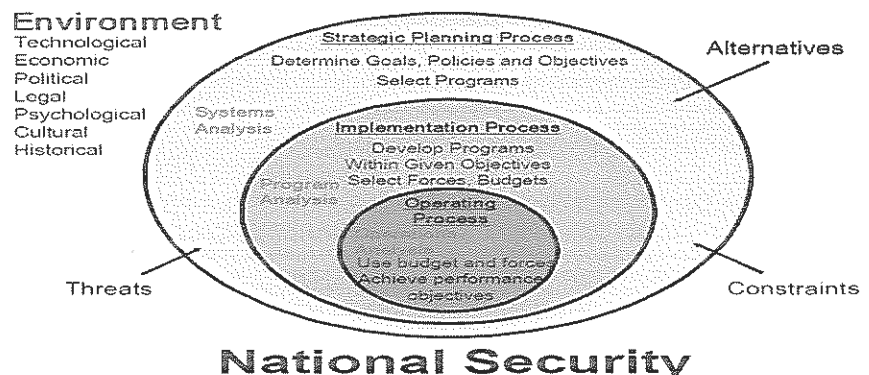 Environment
Technological
Economic
Political
Legal
Psychological
Cultural
Historical
Strategic Planning Process
Determine Goals, Policies and Objectives
Select Programs
Alternatives
Systems
Analysis
Implementation Process
Develop Programs
Within Given Objectives
Select Forces, Budgets
Program
Analysis
Operating
Process
Use budget and forces
Achieve performance
objectives
Threats
Constraints
National Security